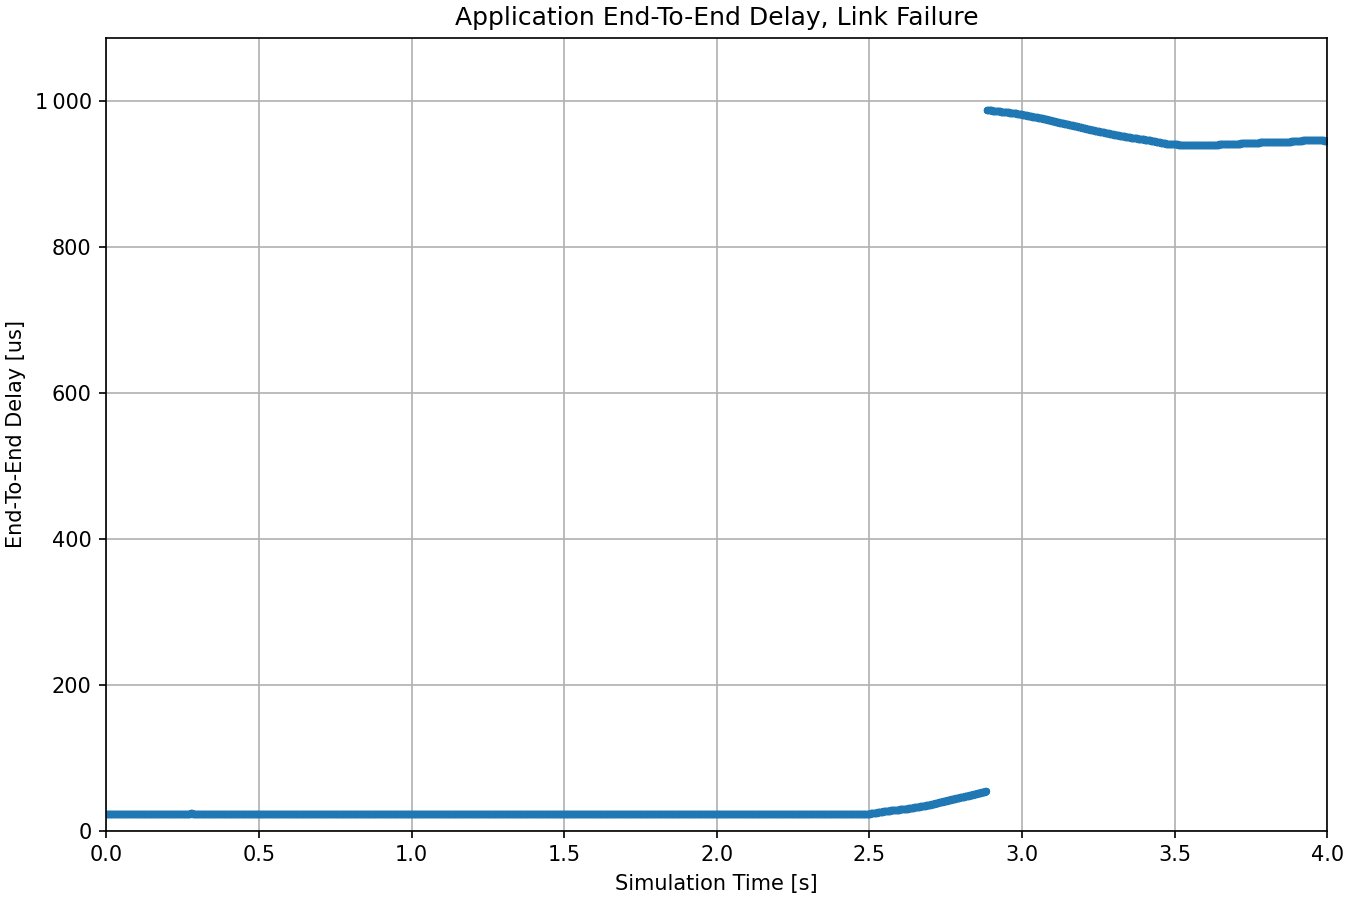 Application End-To-End Delay, Link Failure
End-To-End Delay [us]
1 000
800
600
400
200
0
0.0 0.5 1.0 1.5 2.0 2.5 3.0 3.5 4.0
Simulation Time [s]